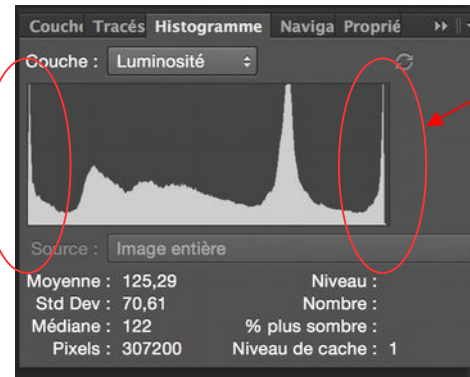 Couche Tracés Histogramme Naviga Proprié
Couche : Luminosité
Source : Image entière
Moyenne : 125,29 Niveau :
Std Dev : 70,61 Nombre :
Médiane : 122 % plus sombre :
Pixels : 307200 Niveau de cache : 1